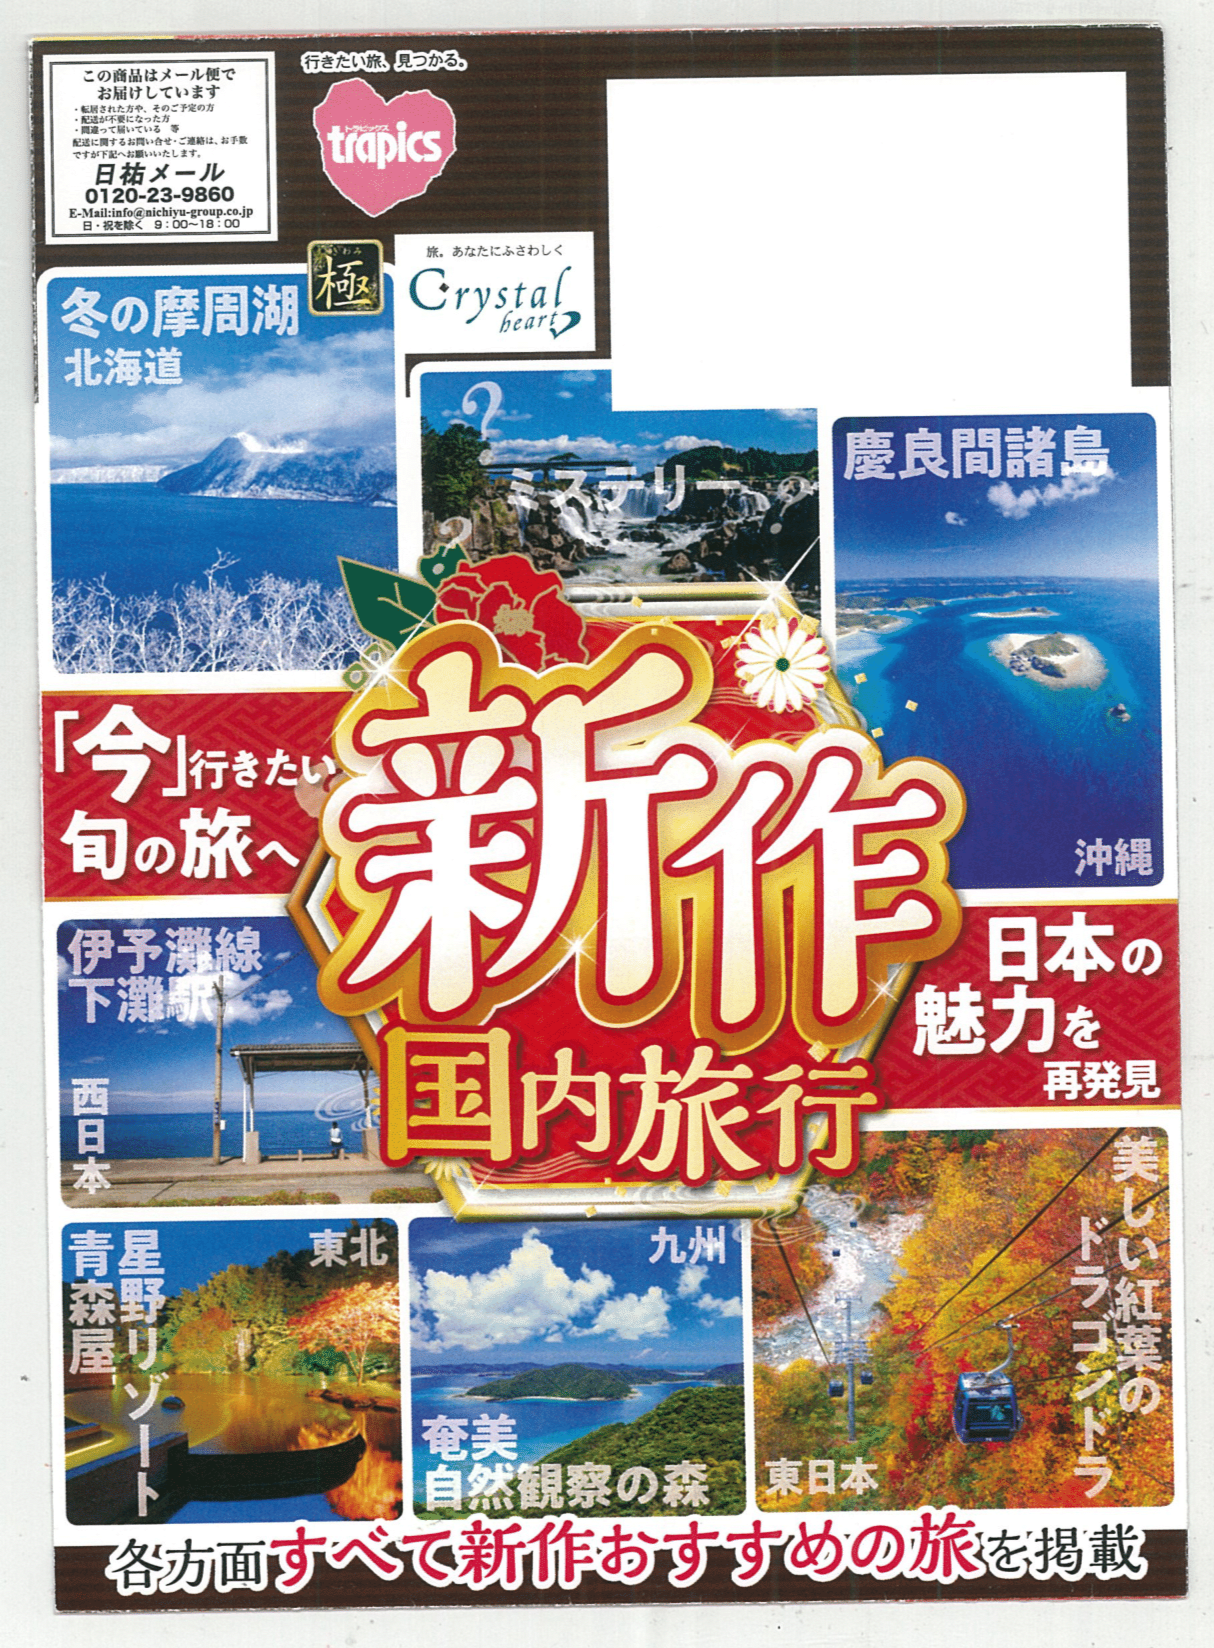 この商品はメール便で
お届けしています
・転居された方や、そのご予定の方
・配送が不要になった方
・間違って届いている 等
配送に関するお問い合せ・ご連絡は、お手数
ですが下記へお願いいたします。
日祐メール
0120-23-9860
E-Mail:info@nichiyu-group.co.jp
日・祝を除く 9:00〜18:00
行きたい旅、見つかる。
トラピックス
trapics
きわみ
極
旅。あなたにふさわしく
Crystal
heart
冬の摩周湖
北海道
?
ミステリー
?
?
慶良間諸島
沖縄
「今」行きたい
旬の旅へ
新作
国内旅行
日本の
魅力を
再発見
伊予灘線
下灘駅
西日本
星野リゾート
青森屋
東北
九州
奄美
自然観察の森
美しい紅葉の
ドラゴンドラ
東日本
各方面すべて新作おすすめの旅を掲載